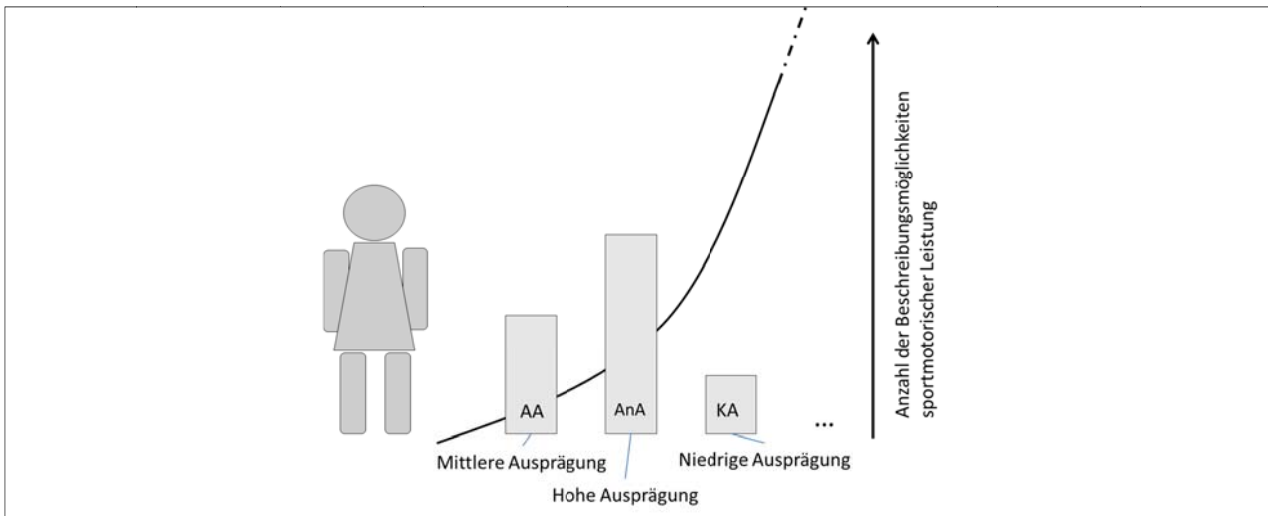 AA
AnA
KA
...
Mittlere Ausprägung
Niedrige Ausprägung
Hohe Ausprägung
Anzahl der Beschreibungsmöglichkeiten
sportmotorischer Leistung